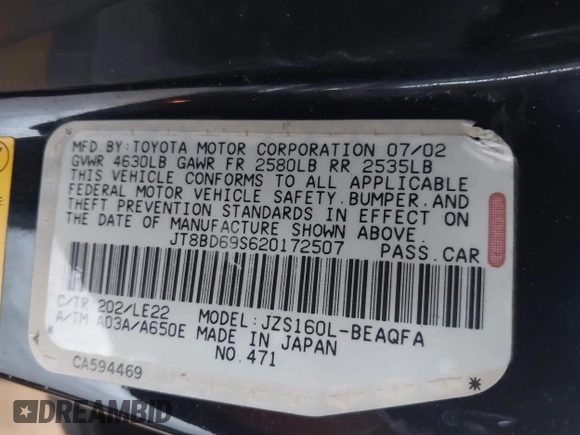 MFD BY:TOYOTA MOTOR CORPORATION 07/02
GVWR 4630LB GAWR FR 2580LB RR 2535LB
THIS VEHICLE CONFORMS TO ALL APPLICABLE
FEDERAL MOTOR VEHICLE SAFETY,BUMPER,AND
THEFT PREVENTION STANDARDS IN EFFECT ON
THE DATE OF MANUFACTURE SHOWN ABOVE.
JT8BD69S620172507 PASS.CAR
C/TR 202/LE22 MODEL:JZS160L-BEAQFA
A/TM A03A/A650E MADE IN JAPAN
NO.471
CA594469
DREAMBID